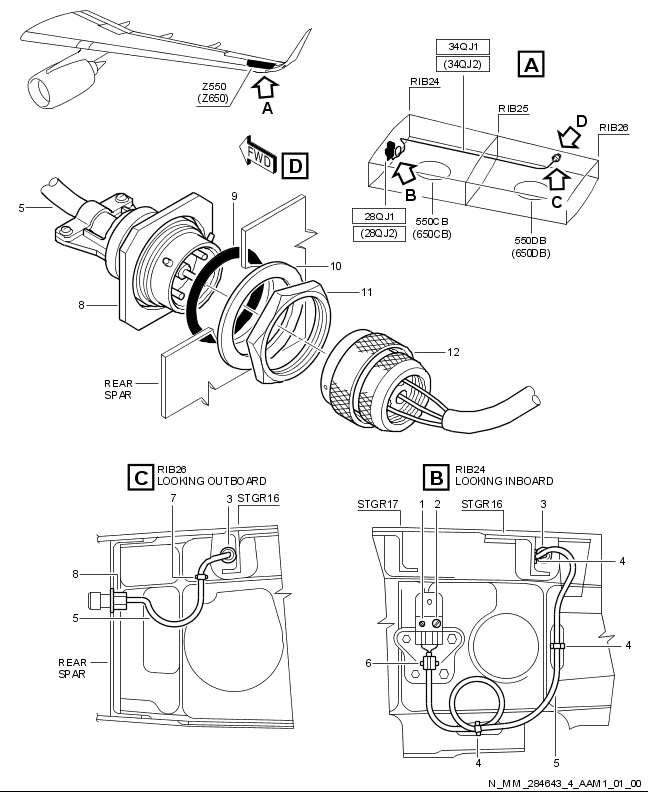 Z550
(Z650)
A
34QJ1
(34QJ2)
A
RIB24
RIB25
D
RIB26
B
C
28QJ1
(28QJ2)
550CB
(650CB)
550DB
(650DB)
FWD
D
5
9
10
11
8
12
REAR
SPAR
C
RIB26
LOOKING OUTBOARD
7
3
STGR16
8
5
REAR
SPAR
B
RIB24
LOOKING INBOARD
STGR17
1
2
STGR16
3
4
4
6
4
5
N_MM_284643_4_AAM1_01_00